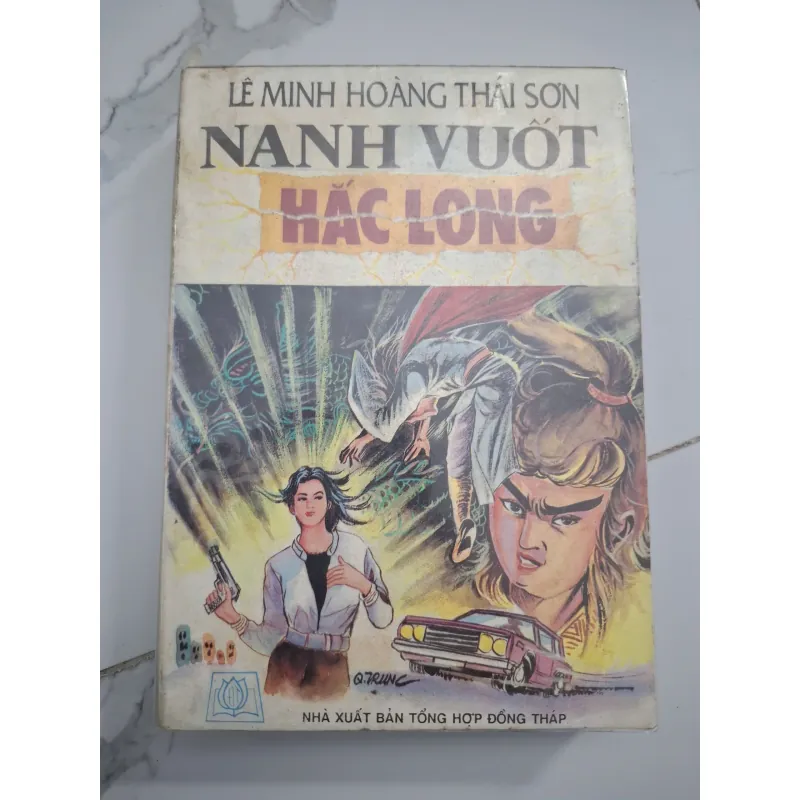 LÊ MINH HOÀNG THÁI SƠN
NANH VUỐT
HẮC LONG
Q.TRUNG
NHÀ XUẤT BẢN TỔNG HỢP ĐỒNG THÁP